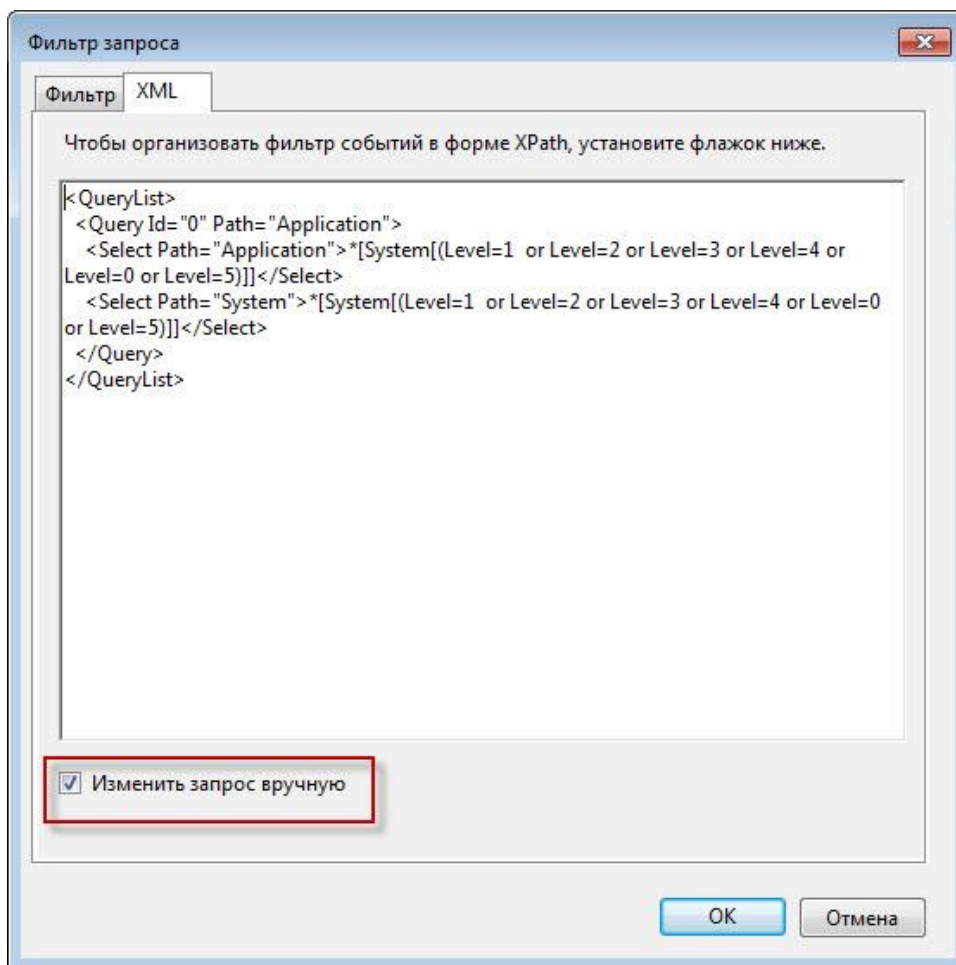 Фильтр запроса
Фильтр
XML
Чтобы организовать фильтр событий в форме XPath, установите флажок ниже.
<QueryList>
  <Query Id="0" Path="Application">
    <Select Path="Application">*[System[(Level=1  or Level=2 or Level=3 or Level=4 or
Level=0 or Level=5)]]</Select>
    <Select Path="System">*[System[(Level=1  or Level=2 or Level=3 or Level=4 or Level=0
or Level=5)]]</Select>
  </Query>
</QueryList>
Изменить запрос вручную
OK
Отмена